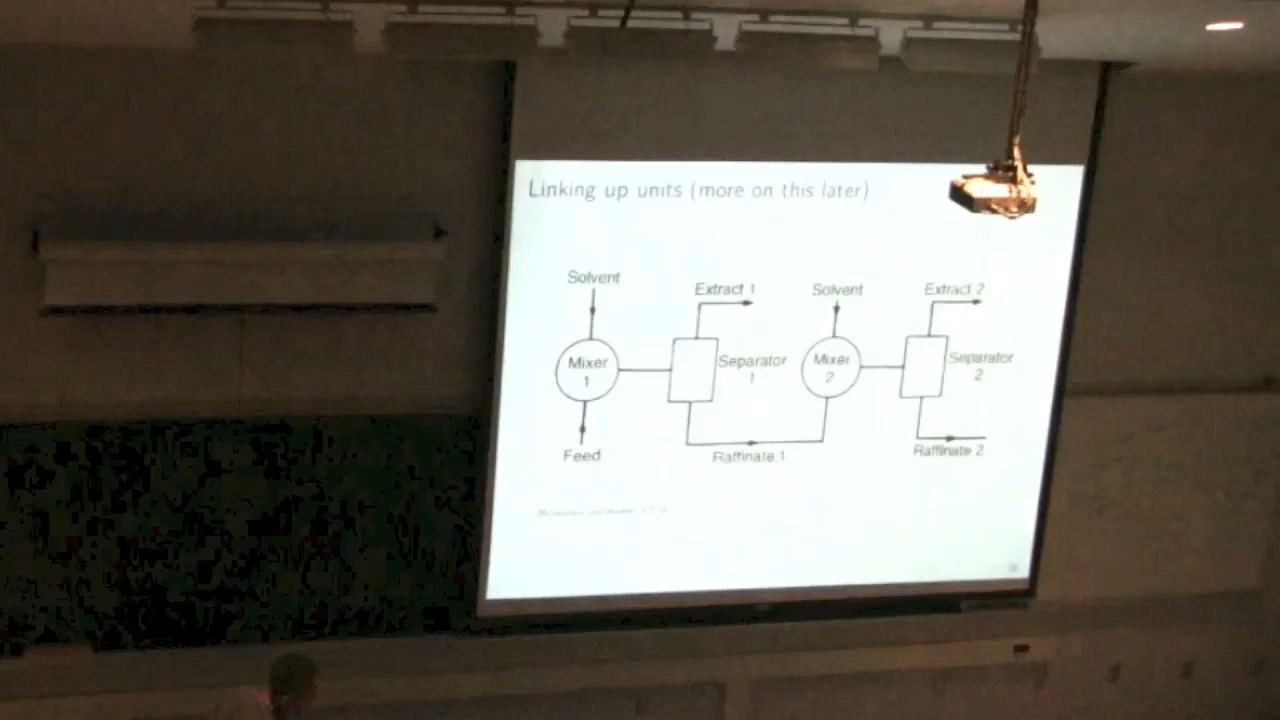 Linking up units (more on this later)
Solvent
Extract 1
Solvent
Extract 2
Mixer
1
Separator
1
Mixer
2
Separator
2
Feed
Raffinate 1
Raffinate 2